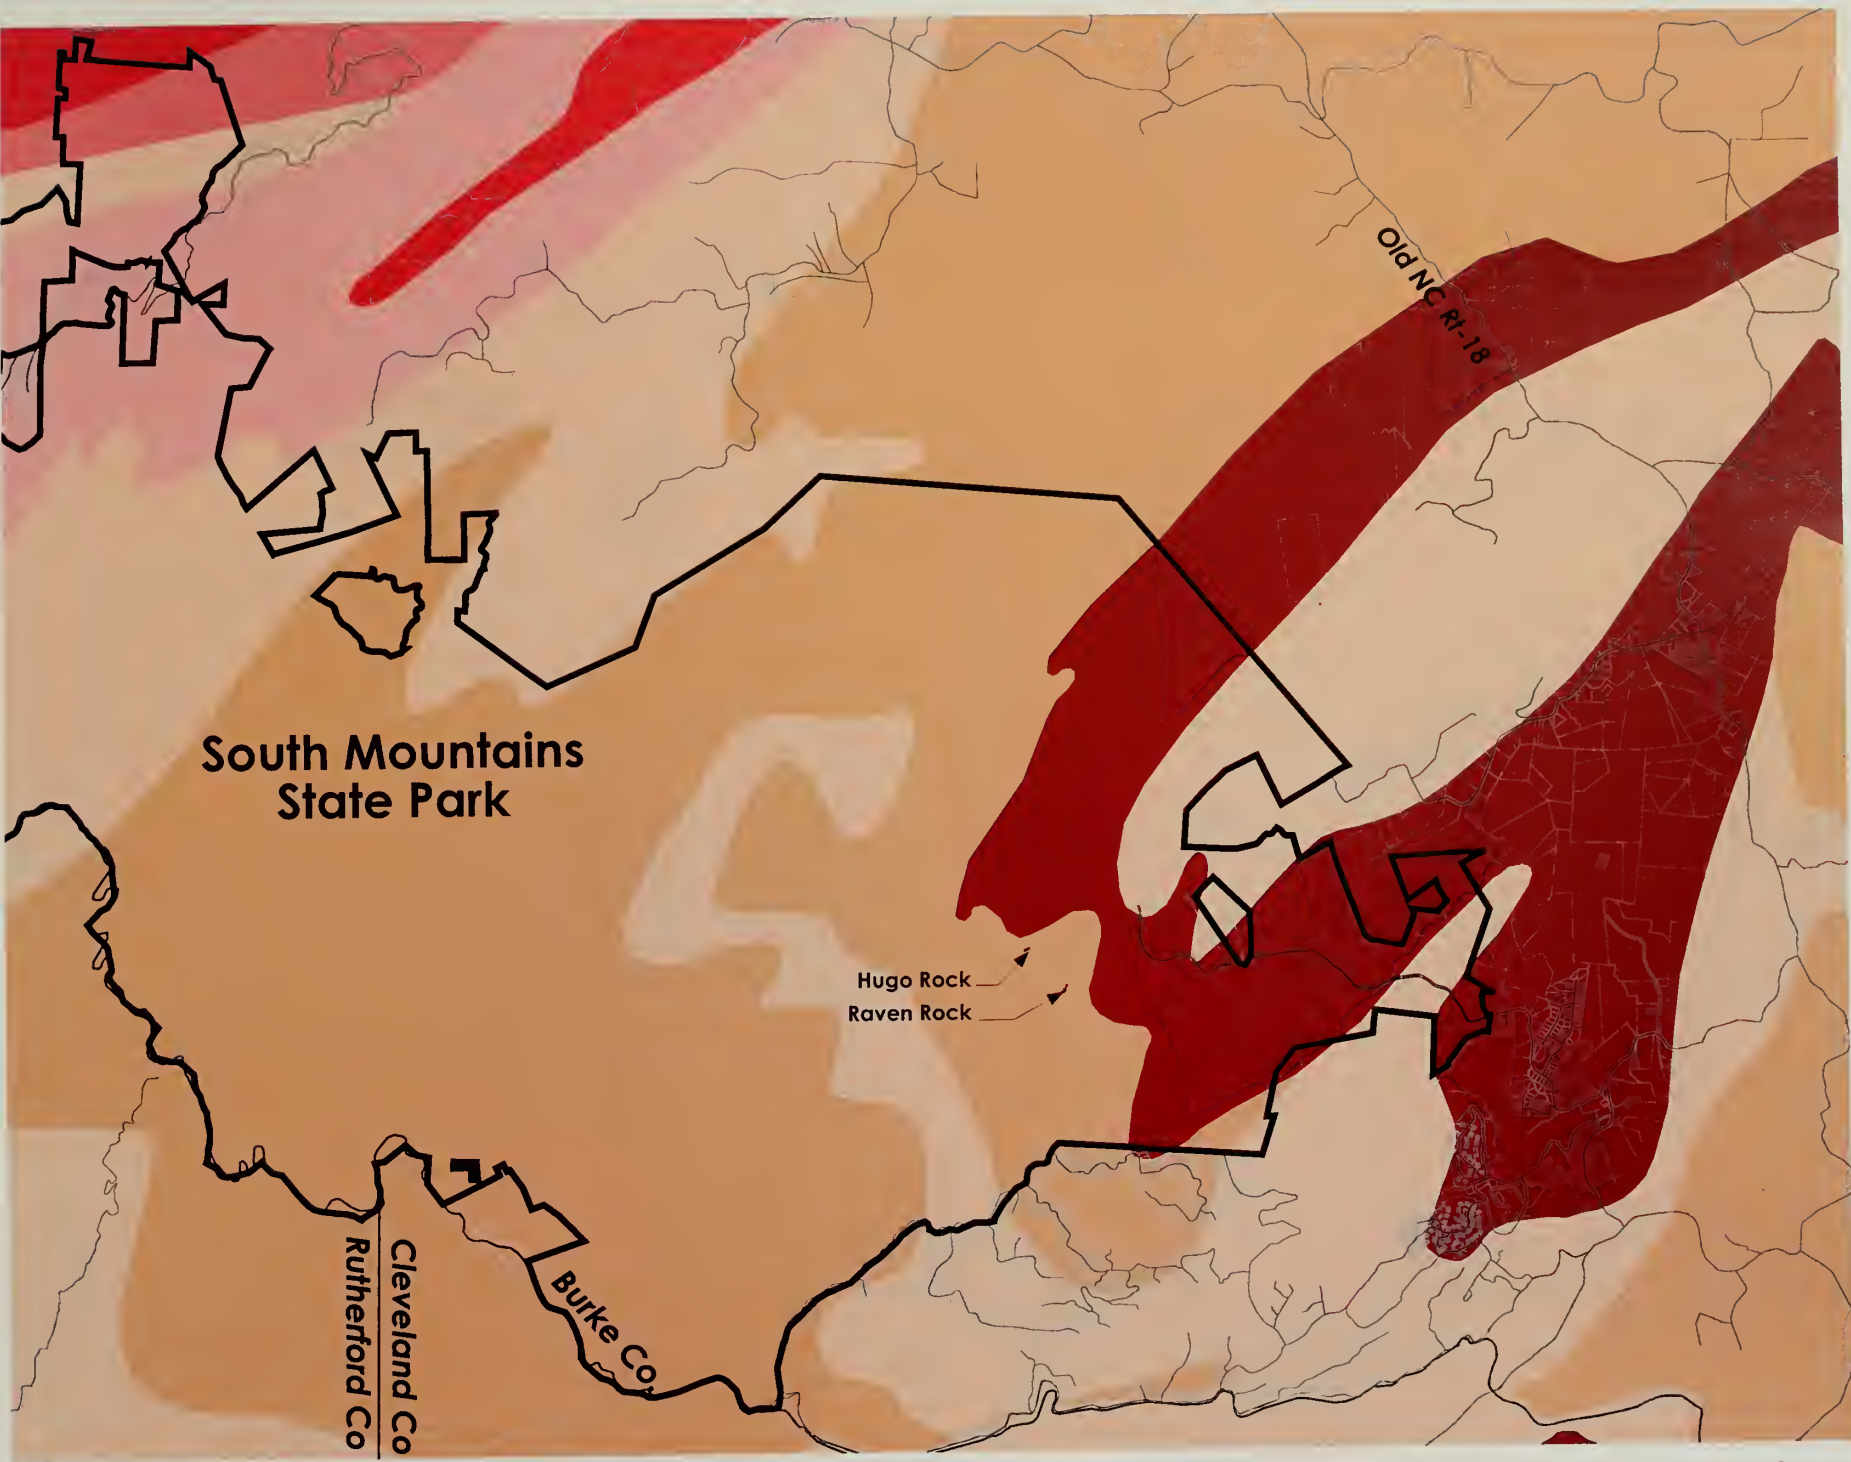 Old NC Rt-18
South Mountains
State Park
Hugo Rock
Raven Rock
Cleveland Co
Rutherford Co
Burke Co.